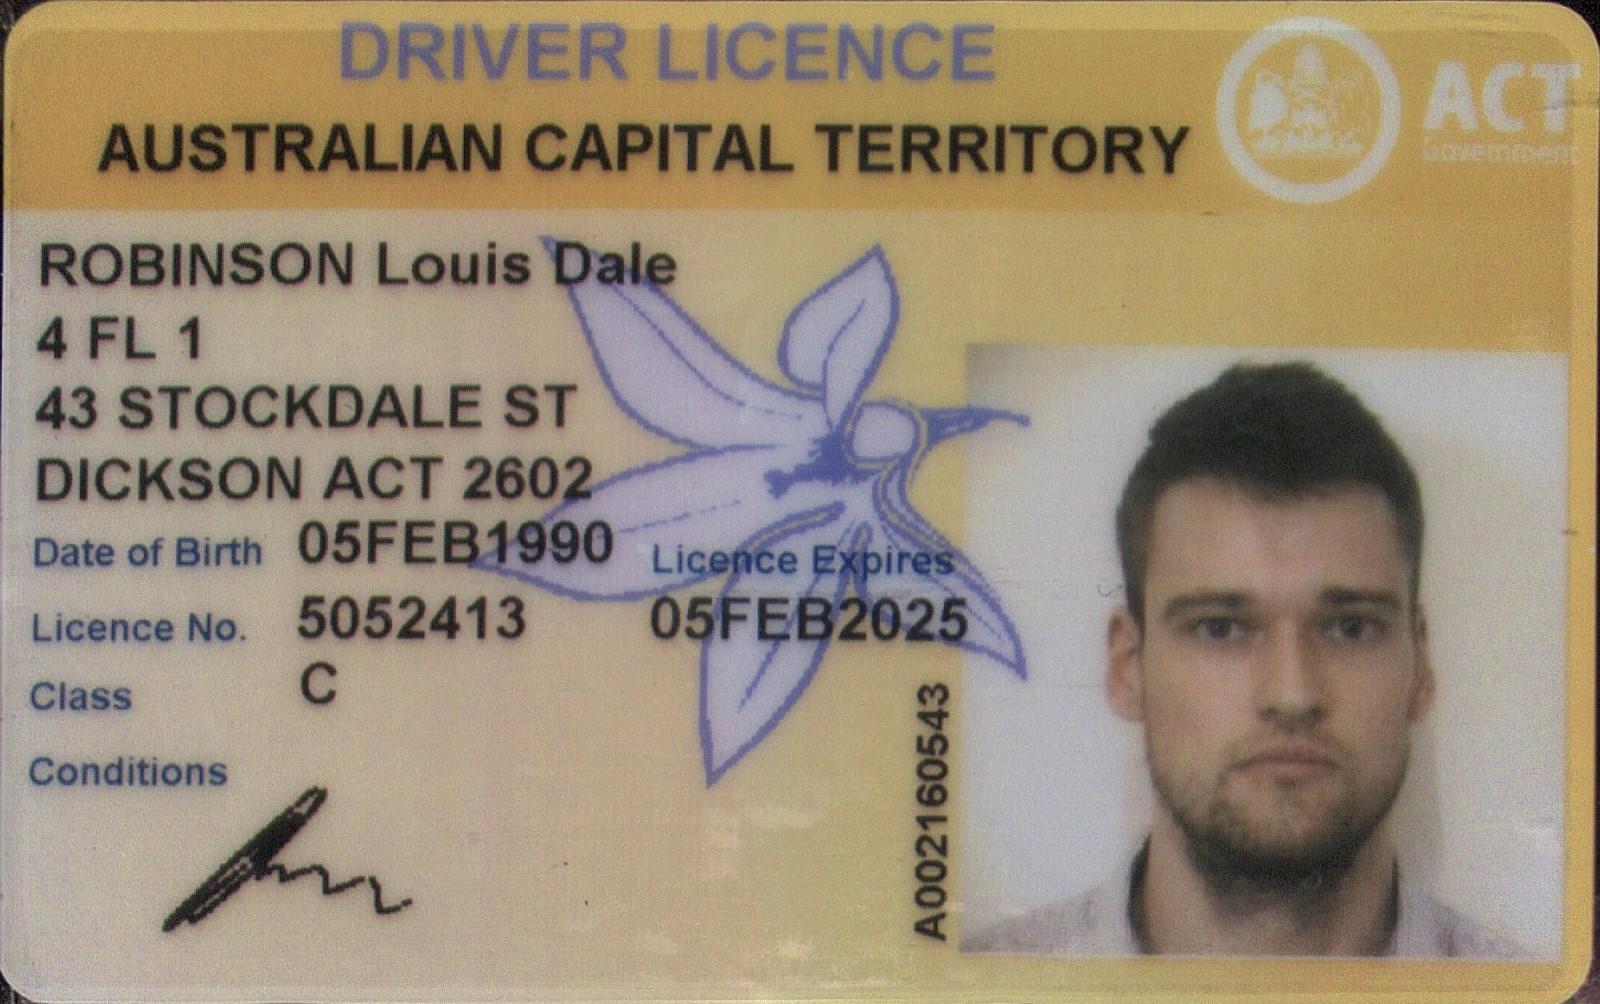 DRIVER LICENCE
AUSTRALIAN CAPITAL TERRITORY
ACT
Government
ROBINSON Louis Dale
4 FL 1
43 STOCKDALE ST
DICKSON ACT 2602
Date of Birth 05FEB1990
Licence Expires
Licence No. 5052413
05FEB2025
Class C
Conditions
A002160543